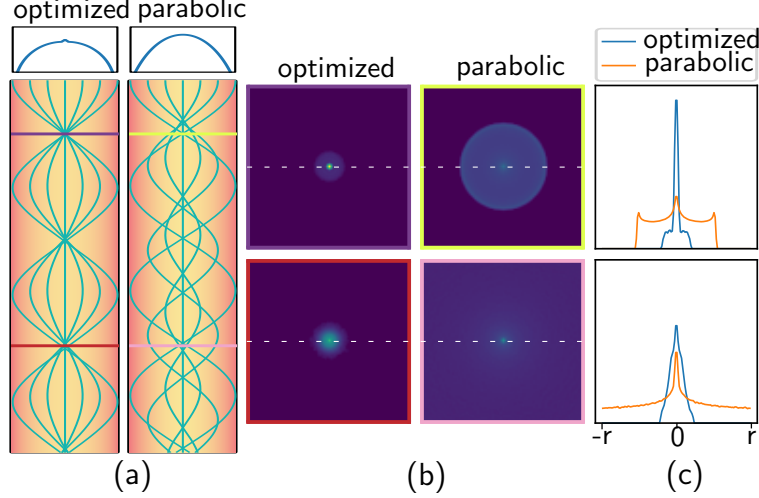 optimized parabolic
optimized
parabolic
optimized
parabolic
-r 0 r
(a)
(b)
(c)